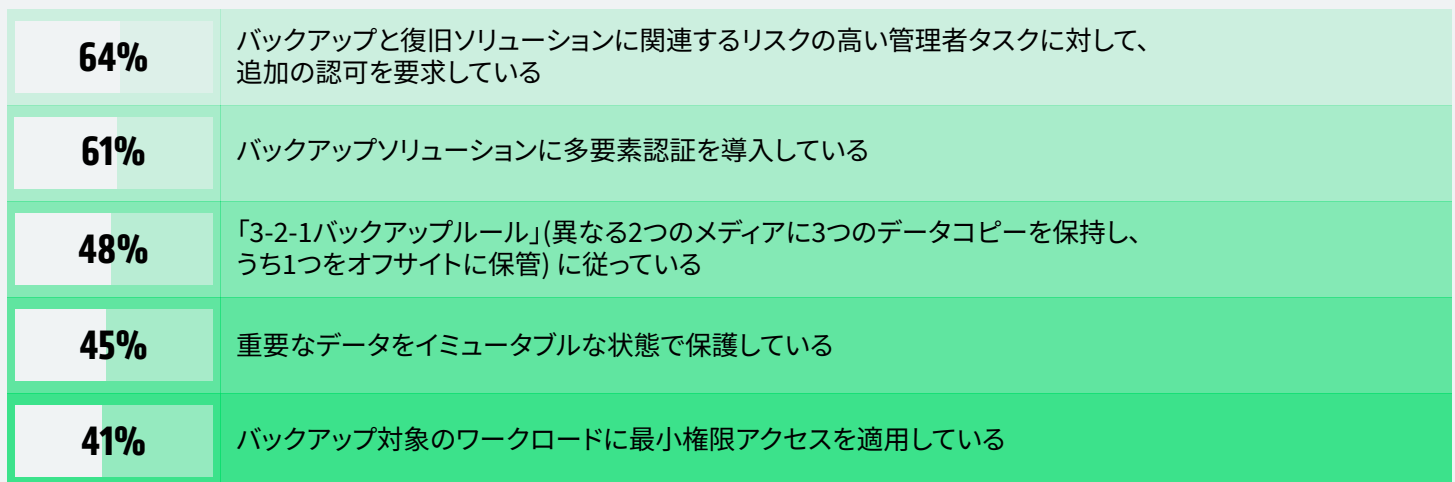 64%
バックアップと復旧ソリューションに関連するリスクの高い管理者タスクに対して、
追加の認可を要求している
61%
バックアップソリューションに多要素認証を導入している
48%
「3-2-1バックアップルール」(異なる2つのメディアに3つのデータコピーを保持し、
うち1つをオフサイトに保管) に従っている
45%
重要なデータをイミュータブルな状態で保護している
41%
バックアップ対象のワークロードに最小権限アクセスを適用している